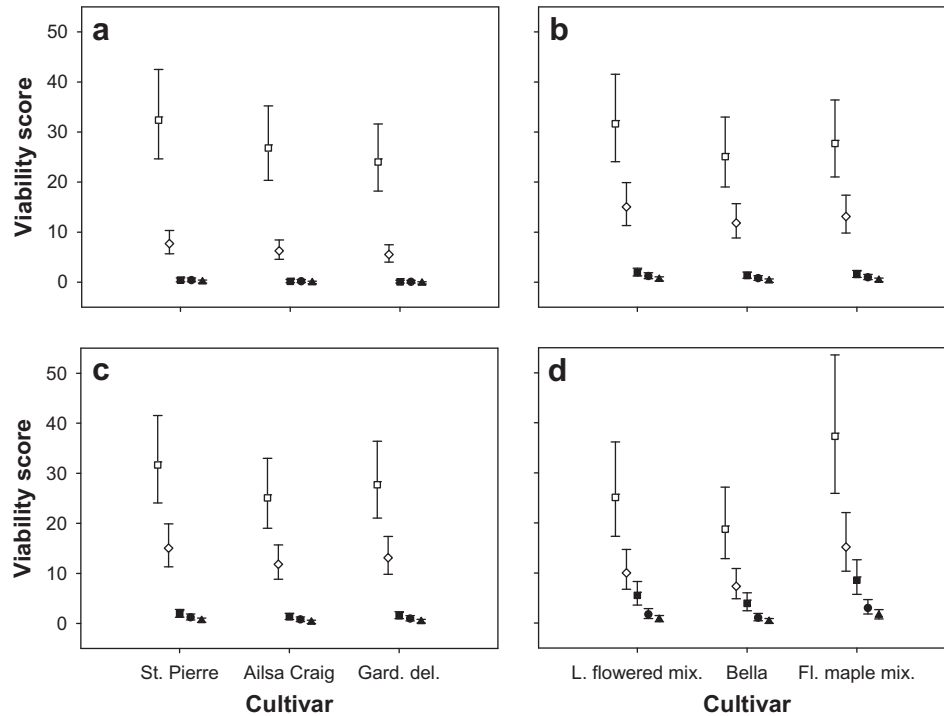 a
b
50
40
30
20
10
0
Viability score
c
d
50
40
30
20
10
0
Viability score
St. Pierre Ailsa Craig Gard. del.
L. flowered mix. Bella Fl. maple mix.
Cultivar
Cultivar